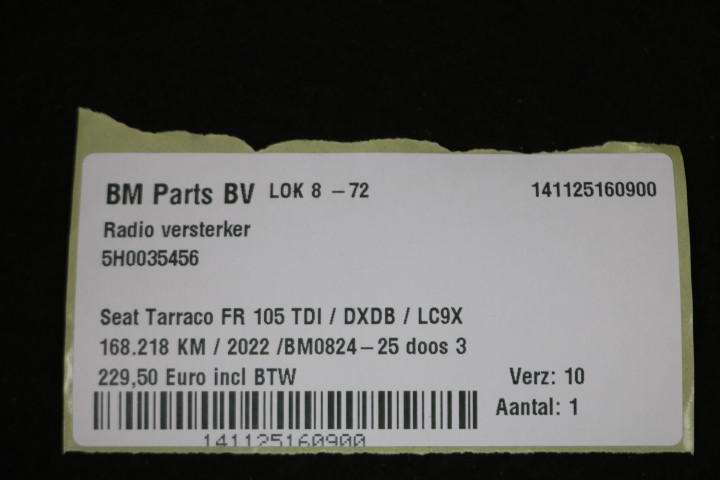 BM Parts BV LOK 8 - 72 141125160900
Radio versterker
5H0035456
Seat Tarraco FR 105 TDI / DXDB / LC9X
168.218 KM / 2022 /BM0824-25 doos 3
229,50 Euro incl BTW Verz: 10
Aantal: 1
141125160900